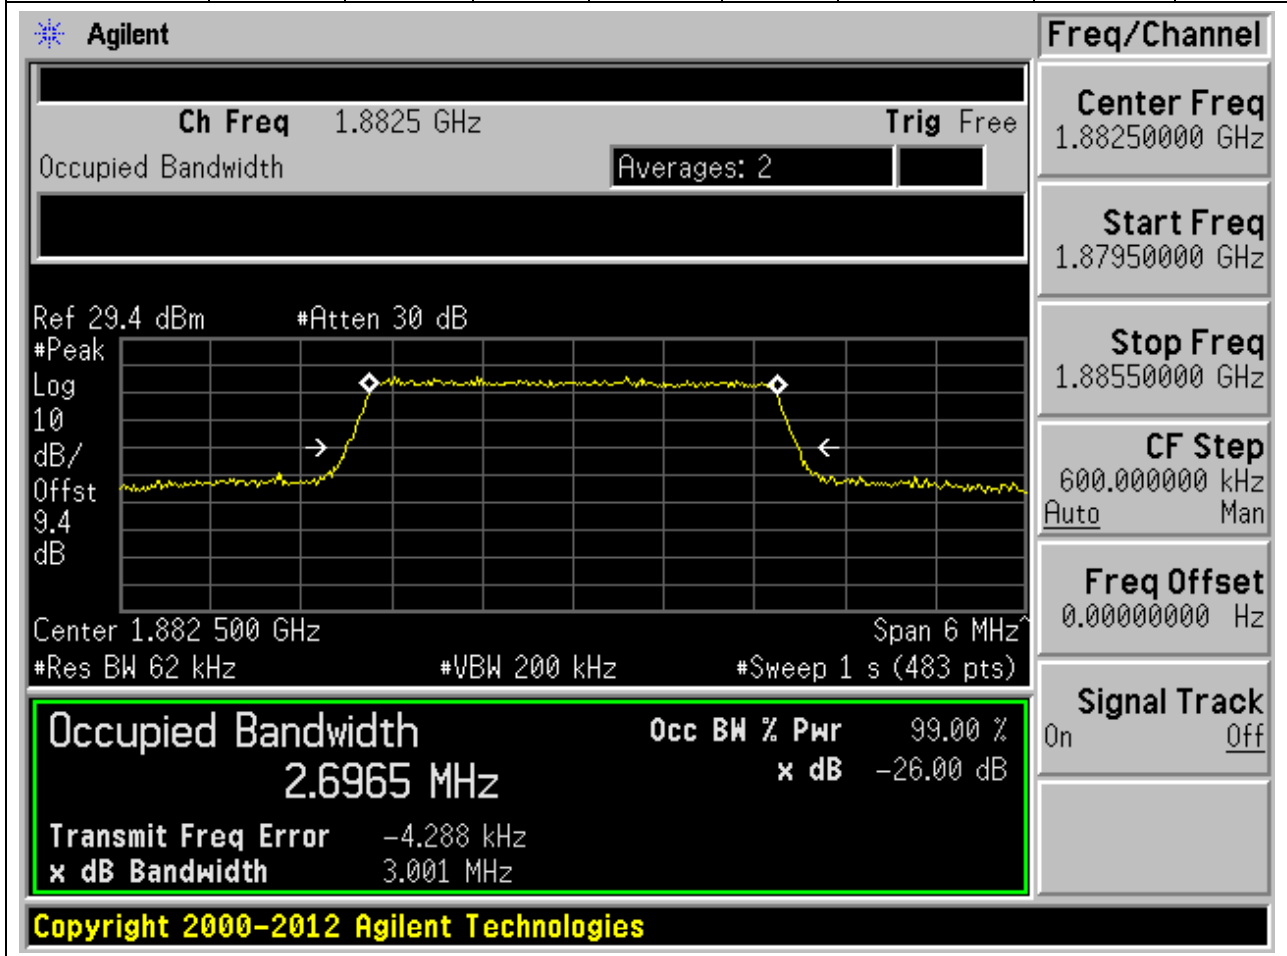 Agilent
Freq/Channel
Ch Freq 1.8825 GHz Trig Free
Occupied Bandwidth Averages: 2
Ref 29.4 dBm #Atten 30 dB
#Peak
Log
10
dB/
Offst
9.4
dB
Center 1.882 500 GHz Span 6 MHz^
#Res BW 62 kHz #VBW 200 kHz #Sweep 1 s (483 pts)
Occupied Bandwidth
2.6965 MHz
Occ BW % Pwr 99.00 %
x dB -26.00 dB
Transmit Freq Error -4.288 kHz
x dB Bandwidth 3.001 MHz
Center Freq
1.88250000 GHz
Start Freq
1.87950000 GHz
Stop Freq
1.88550000 GHz
CF Step
600.000000 kHz
Auto Man
Freq Offset
0.00000000 Hz
Signal Track
On Off
Copyright 2000-2012 Agilent Technologies